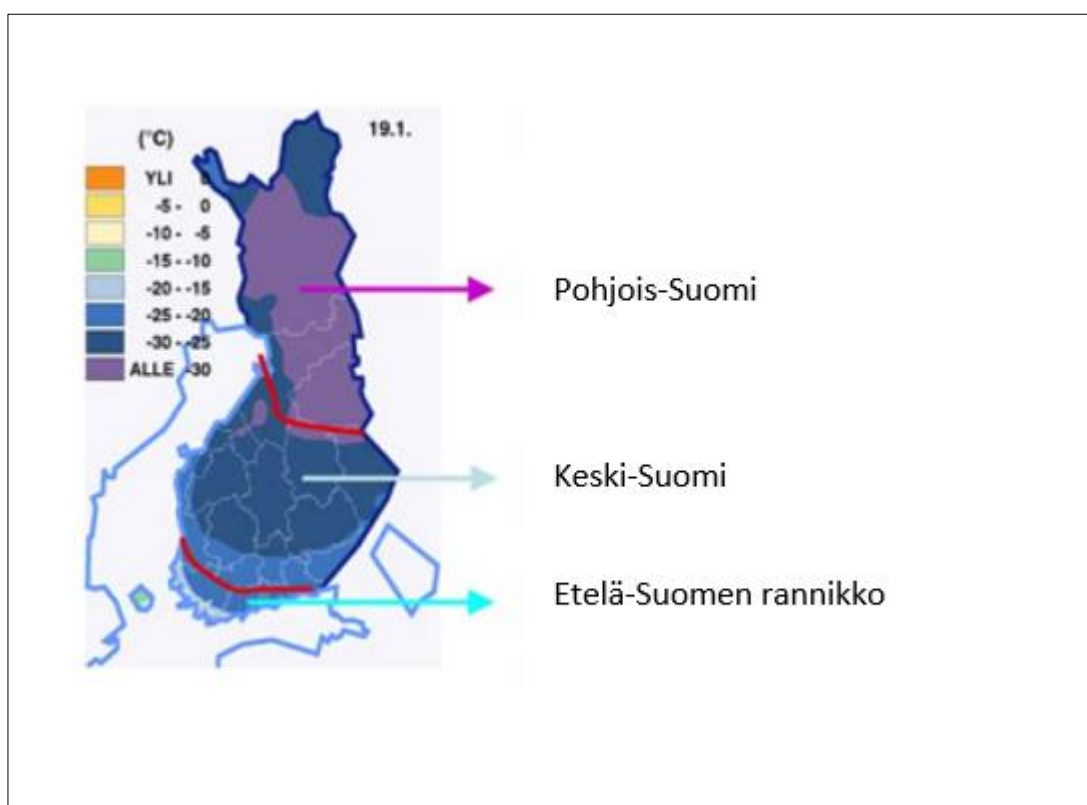 (°C)
19.1.
YLI 0
-5 - 0
-10 - -5
-15 - -10
-20 - -15
-25 - -20
-30 - -25
ALLE -30
Pohjois-Suomi
Keski-Suomi
Etelä-Suomen rannikko